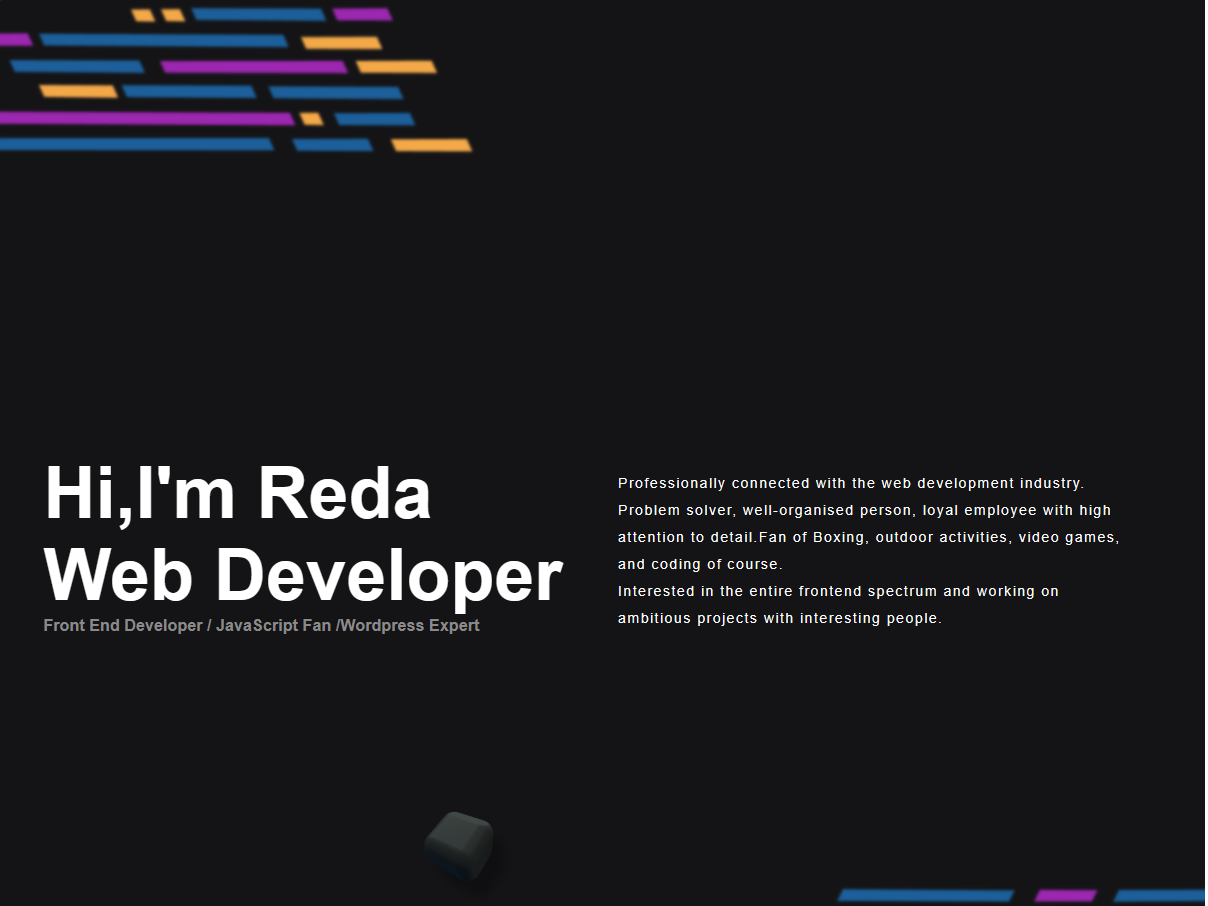 Hi,I'm Reda
Web Developer
Front End Developer / JavaScript Fan /Wordpress Expert
Professionally connected with the web development industry.
Problem solver, well-organised person, loyal employee with high
attention to detail.Fan of Boxing, outdoor activities, video games,
and coding of course.
Interested in the entire frontend spectrum and working on
ambitious projects with interesting people.